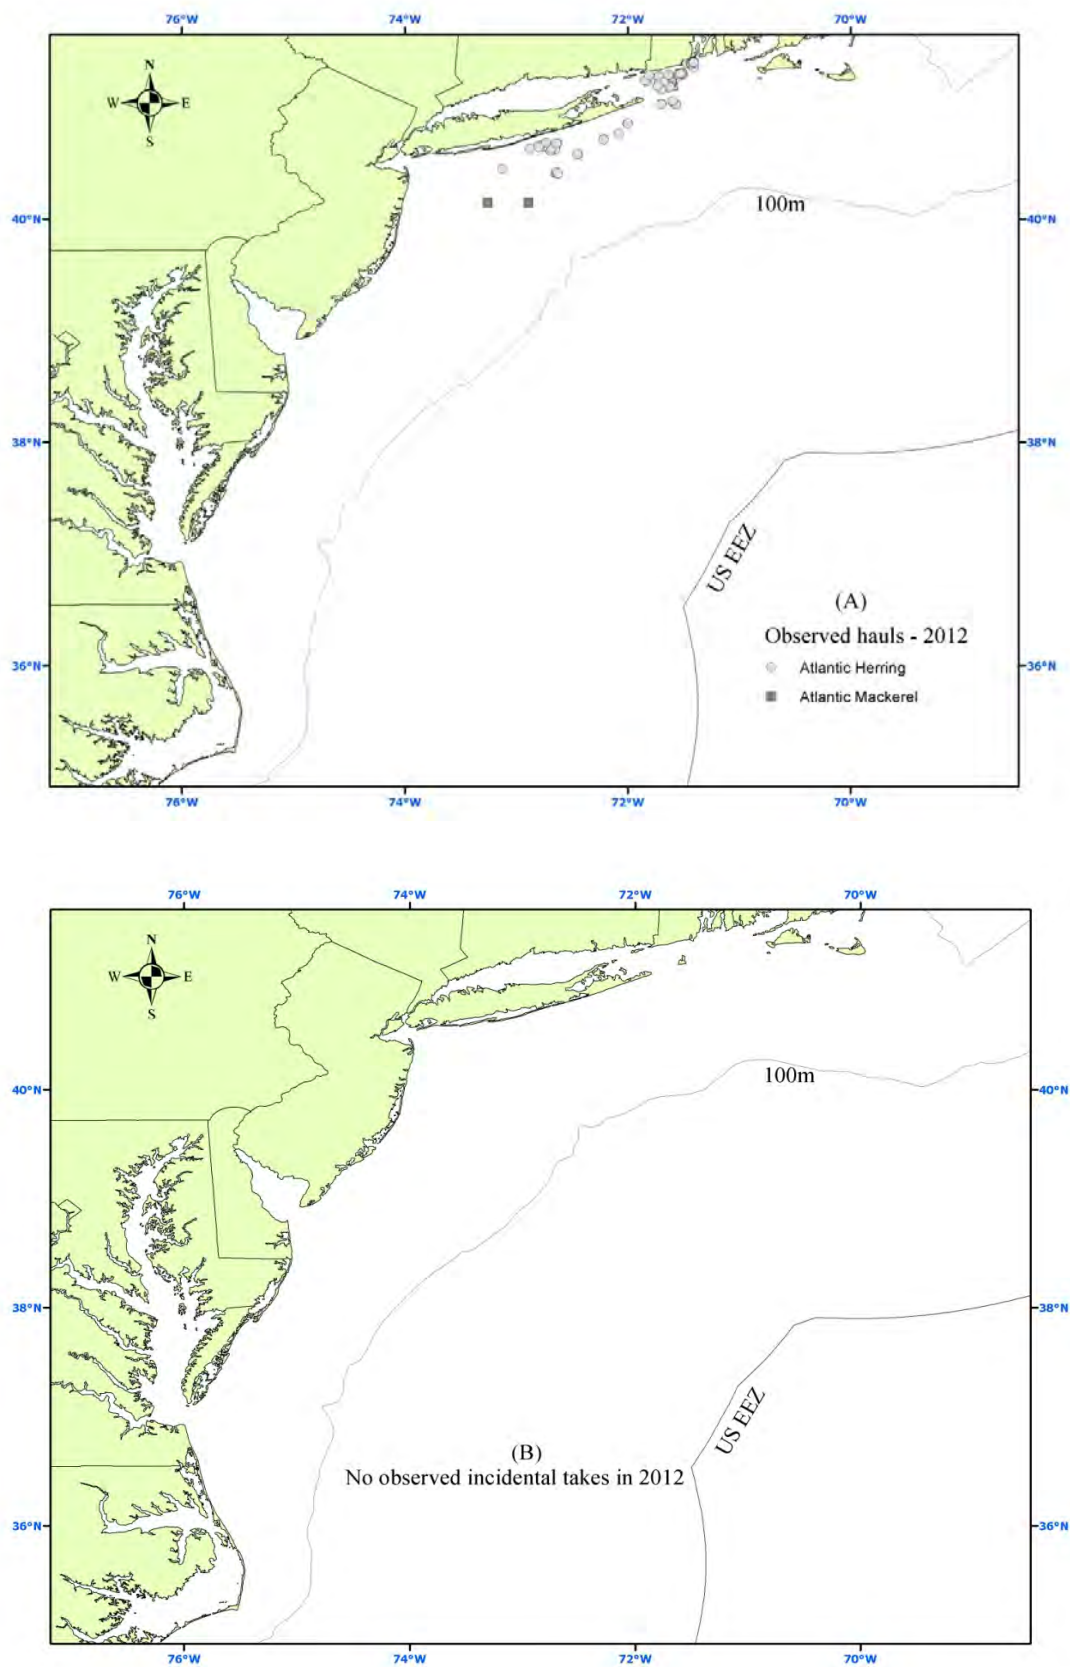 76°W 74°W 72°W 70°W
N
W E
S
40°N 100m 40°N
38°N 38°N
US EEZ
(A)
Observed hauls - 2012
36°N Atlantic Herring 36°N
Atlantic Mackerel
76°W 74°W 72°W 70°W
76°W 74°W 72°W 70°W
N
W E
S
40°N 100m 40°N
38°N 38°N
US EEZ
(B)
No observed incidental takes in 2012
36°N 36°N
76°W 74°W 72°W 70°W